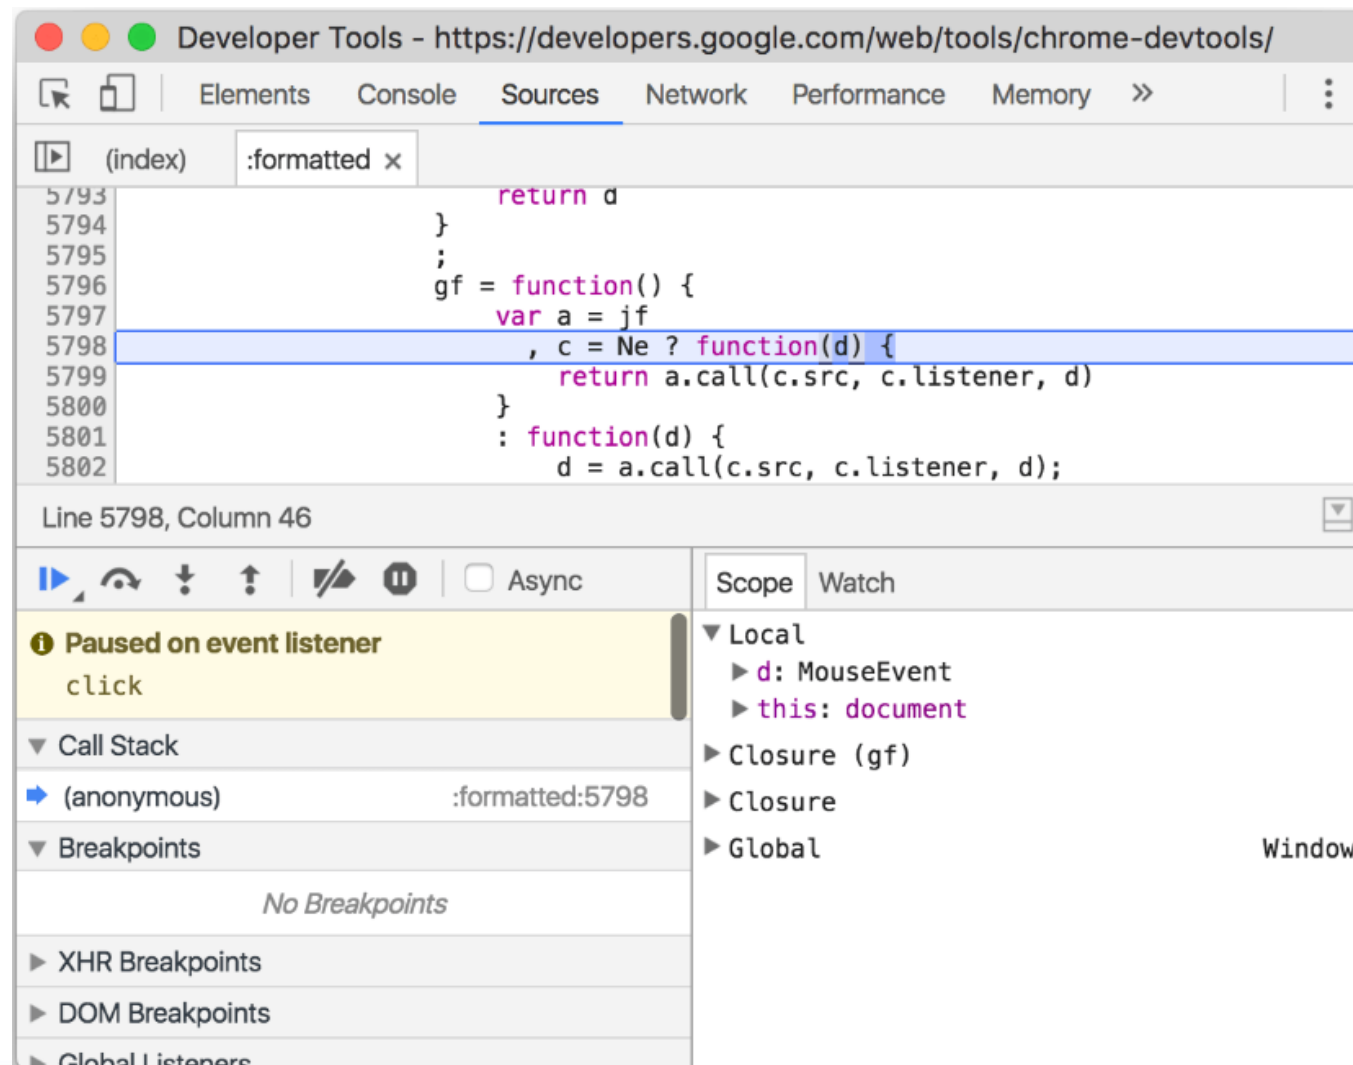 Developer Tools - https://developers.google.com/web/tools/chrome-devtools/
Elements Console Sources Network Performance Memory »
(index) :formatted ×
5793 return d
5794 }
5795 ;
5796 gf = function() {
5797 var a = jf
5798 , c = Ne ? function(d) {
5799 return a.call(c.src, c.listener, d)
5800 }
5801 : function(d) {
5802 d = a.call(c.src, c.listener, d);
Line 5798, Column 46
Async
Paused on event listener
click
Call Stack
(anonymous) :formatted:5798
Breakpoints
No Breakpoints
XHR Breakpoints
DOM Breakpoints
Global Listeners
Scope Watch
Local
d: MouseEvent
this: document
Closure (gf)
Closure
Global Window